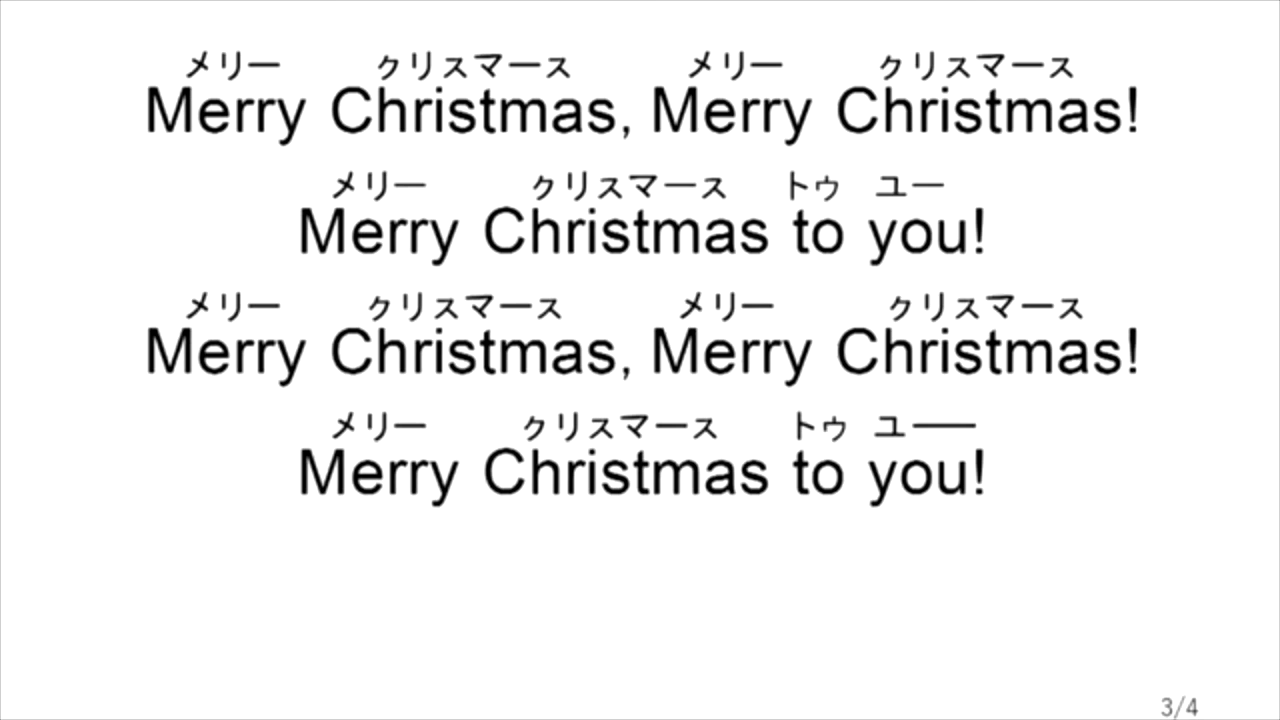 メリー クリスマース メリー クリスマース
Merry Christmas, Merry Christmas!
メリー クリスマース トゥ ユー
Merry Christmas to you!
メリー クリスマース メリー クリスマース
Merry Christmas, Merry Christmas!
メリー クリスマース トゥ ユー―
Merry Christmas to you!
3/4